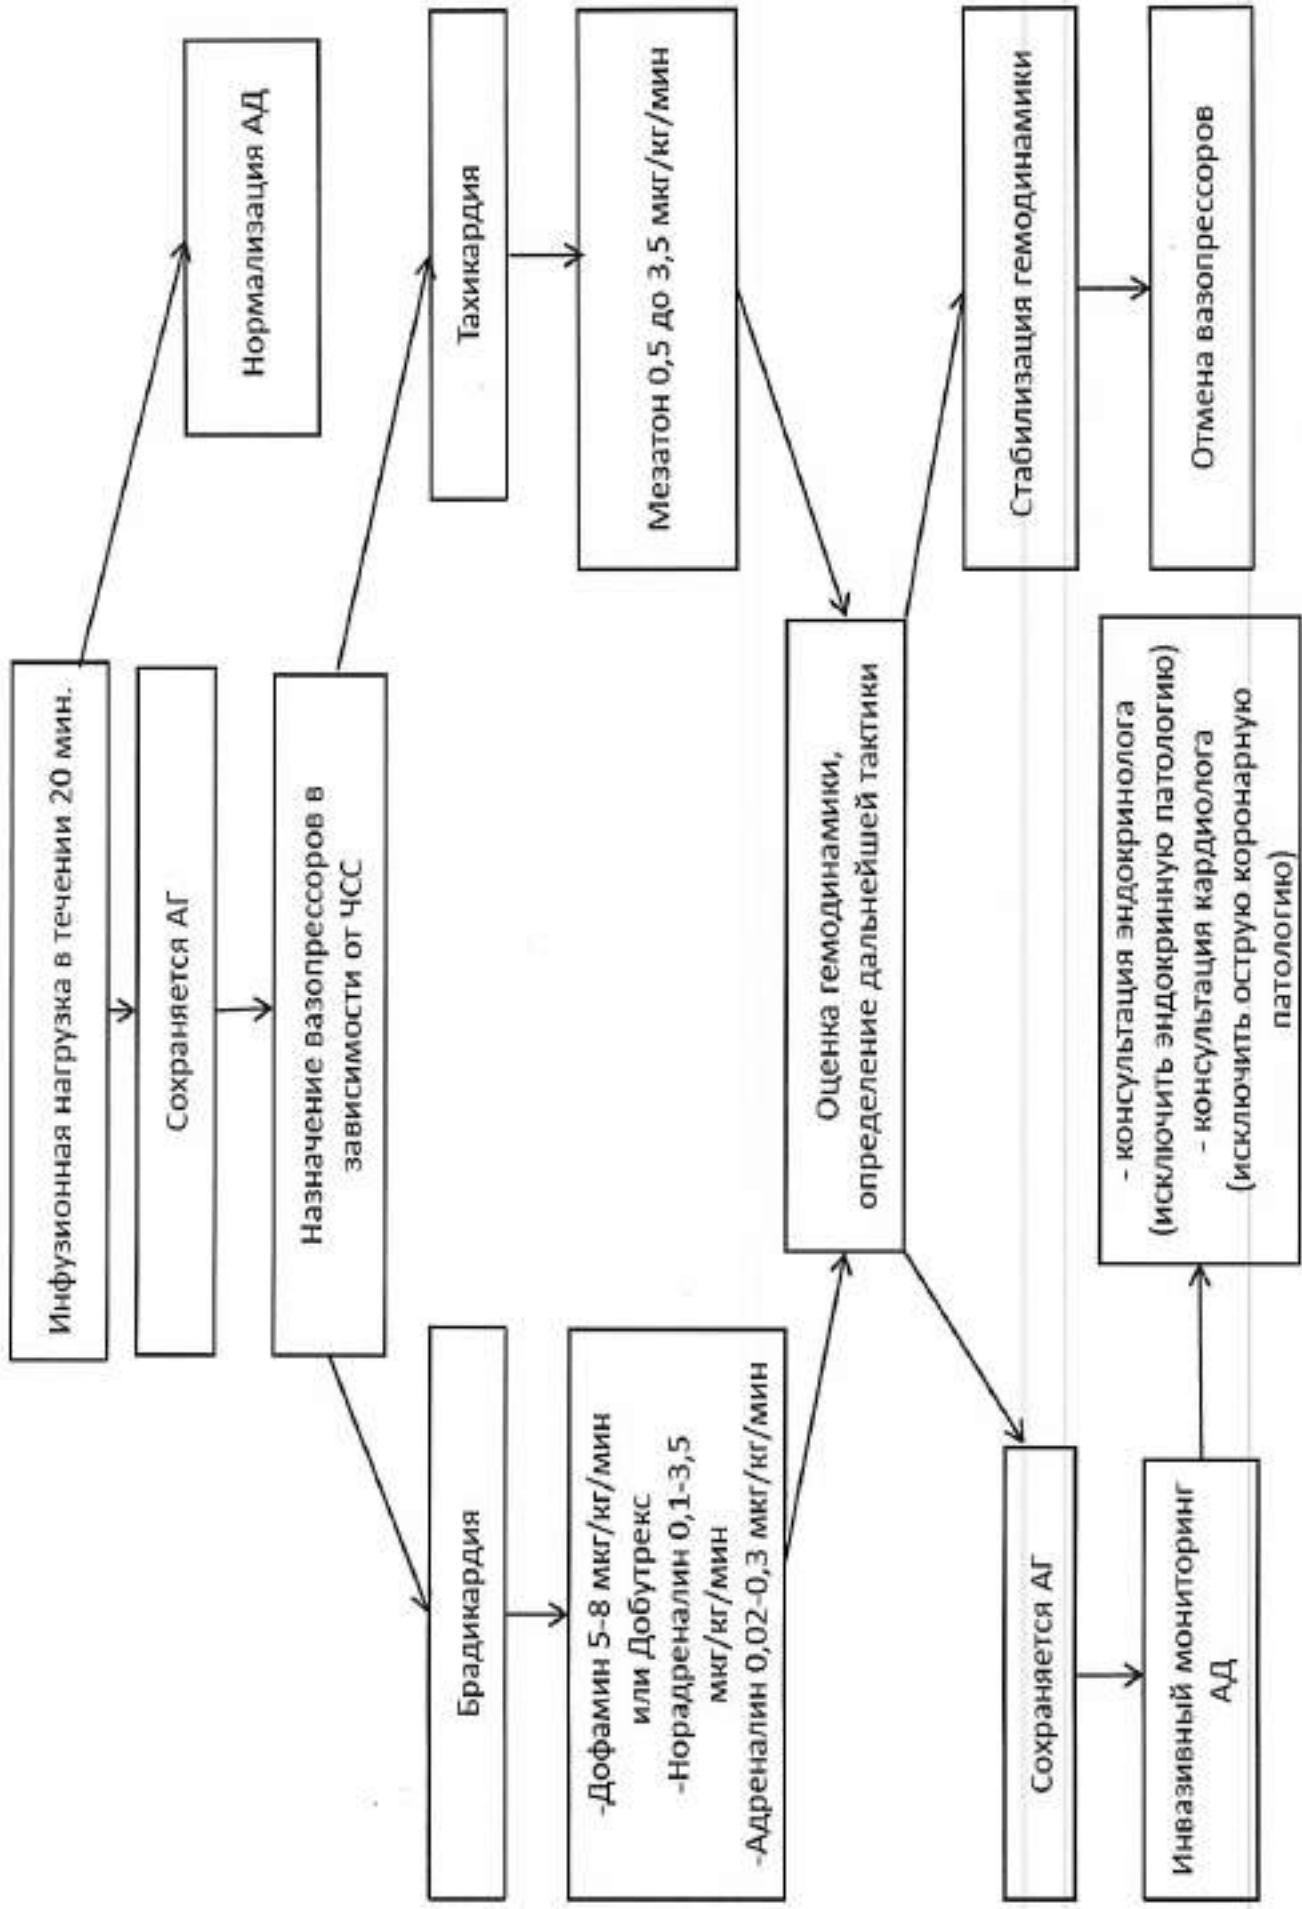 Инфузионная нагрузка в течении 20 мин.
Нормализация АД
Сохраняется АГ
Назначение вазопрессоров в
зависимости от ЧСС
Брадикардия
Тахикардия
-Дофамин 5-8 мкг/кг/мин
или Добутрекс
-Норадреналин 0,1-3,5
мкг/кг/мин
-Адреналин 0,02-0,3 мкг/кг/мин
Мезатон 0,5 до 3,5 мкг/кг/мин
Оценка гемодинамики,
определение дальнейшей тактики
Сохраняется АГ
Стабилизация гемодинамики
Инвазивный мониторинг
АД
- консультация эндокринолога
(исключить эндокринную патологию)
- консультация кардиолога
(исключить острую коронарную
патологию)
Отмена вазопрессоров